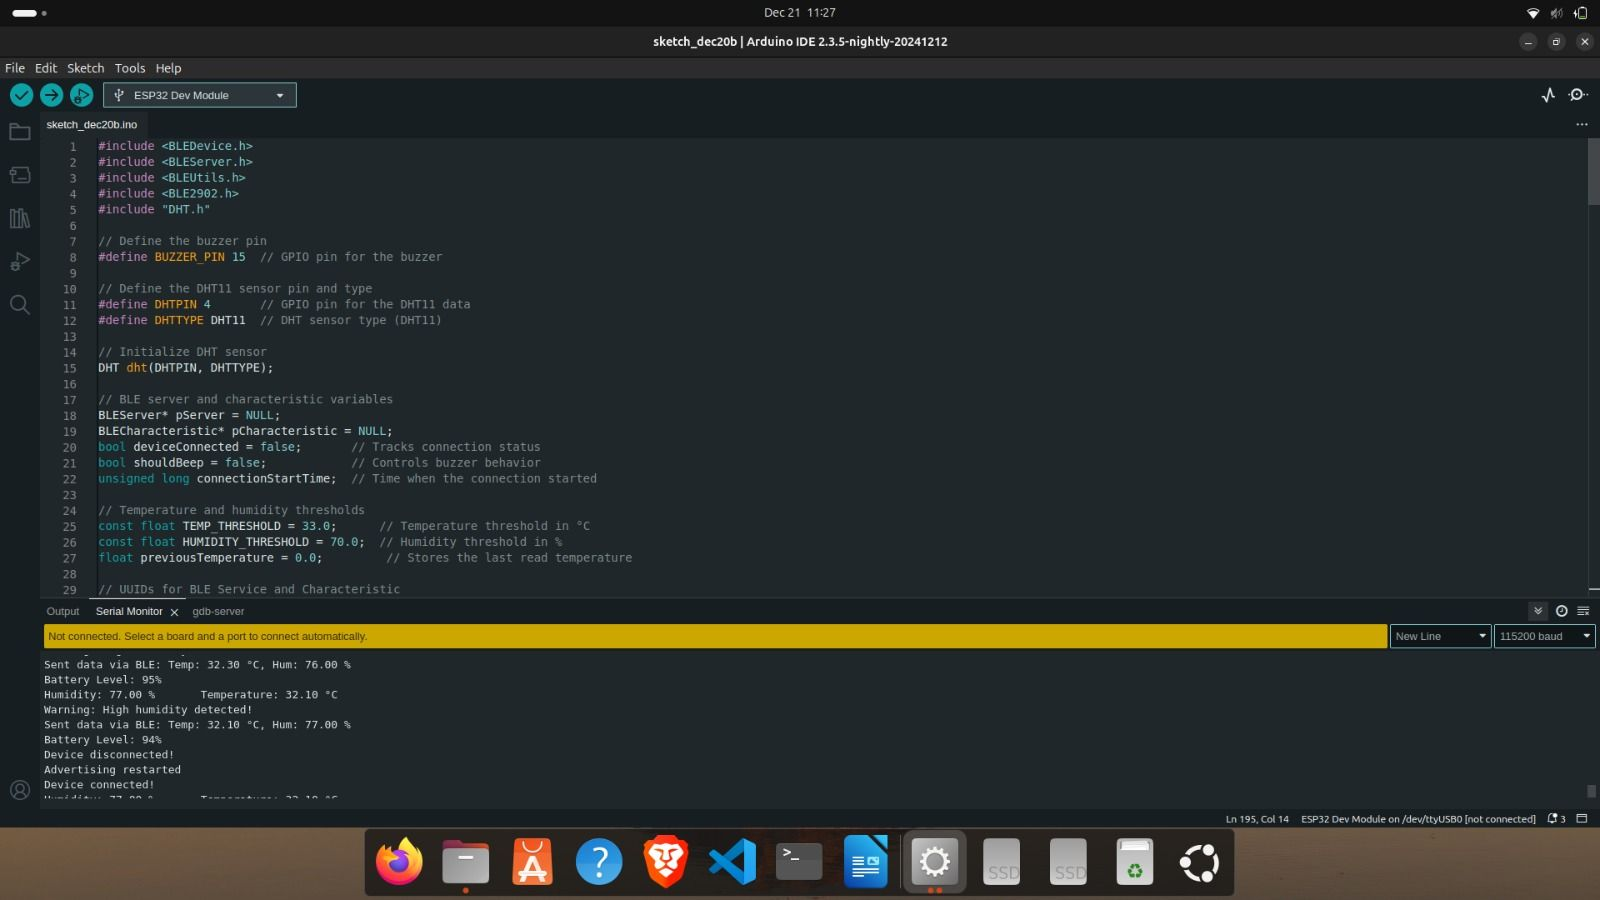 Dec 21 11:27
sketch_dec20b | Arduino IDE 2.3.5-nightly-20241212
File Edit Sketch Tools Help
ESP32 Dev Module
sketch_dec20b.ino
1 #include <BLEDevice.h>
2 #include <BLEServer.h>
3 #include <BLEUtils.h>
4 #include <BLE2902.h>
5 #include "DHT.h"
6
7 // Define the buzzer pin
8 #define BUZZER_PIN 15 // GPIO pin for the buzzer
9
10 // Define the DHT11 sensor pin and type
11 #define DHTPIN 4 // GPIO pin for the DHT11 data
12 #define DHTTYPE DHT11 // DHT sensor type (DHT11)
13
14 // Initialize DHT sensor
15 DHT dht(DHTPIN, DHTTYPE);
16
17 // BLE server and characteristic variables
18 BLEServer* pServer = NULL;
19 BLECharacteristic* pCharacteristic = NULL;
20 bool deviceConnected = false; // Tracks connection status
21 bool shouldBeep = false; // Controls buzzer behavior
22 unsigned long connectionStartTime; // Time when the connection started
23
24 // Temperature and humidity thresholds
25 const float TEMP_THRESHOLD = 33.0; // Temperature threshold in °C
26 const float HUMIDITY_THRESHOLD = 70.0; // Humidity threshold in %
27 float previousTemperature = 0.0; // Stores the last read temperature
28
29 // UUIDs for BLE Service and Characteristic
Output Serial Monitor gdb-server
Not connected. Select a board and a port to connect automatically. New Line 115200 baud
Sent data via BLE: Temp: 32.30 °C, Hum: 76.00 %
Battery Level: 95%
Humidity: 77.00 % Temperature: 32.10 °C
Warning: High humidity detected!
Sent data via BLE: Temp: 32.10 °C, Hum: 77.00 %
Battery Level: 94%
Device disconnected!
Advertising restarted
Device connected!
Ln 195, Col 14 ESP32 Dev Module on /dev/ttyUSB0 [not connected] 3
SSD SSD